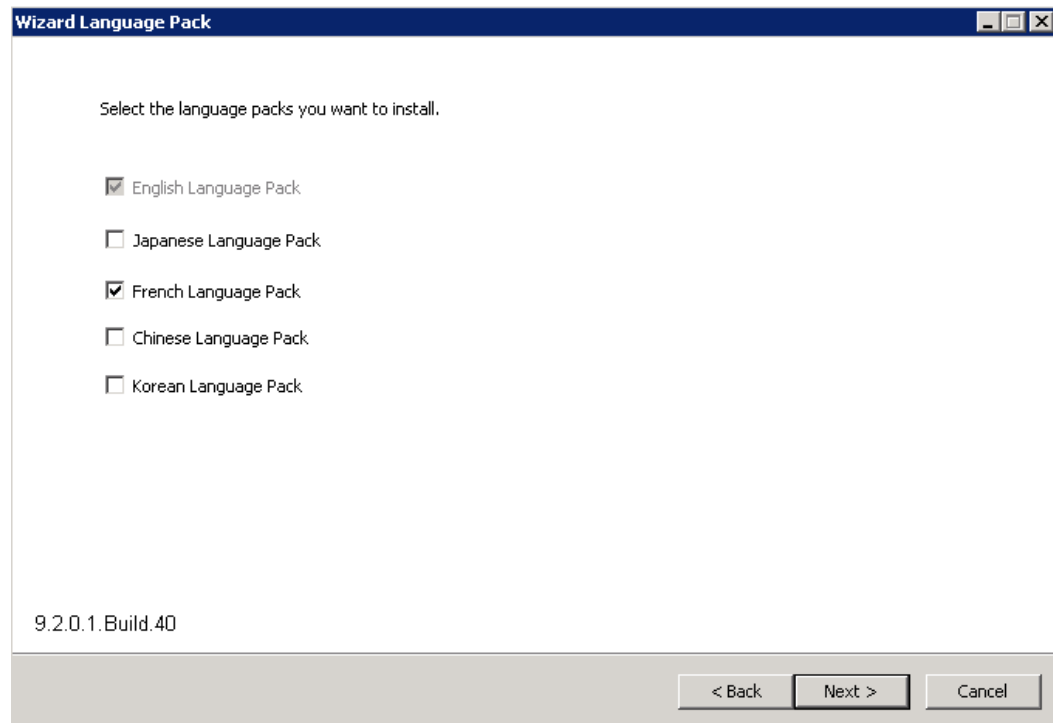 Wizard Language Pack
Select the language packs you want to install.
English Language Pack
Japanese Language Pack
French Language Pack
Chinese Language Pack
Korean Language Pack
9.2.0.1.Build.40
< Back Next > Cancel